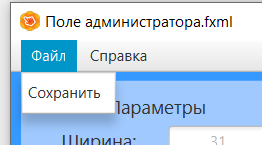 Поле администратора.fxml
Файл Справка
Сохранить
Параметры
Ширина: 31